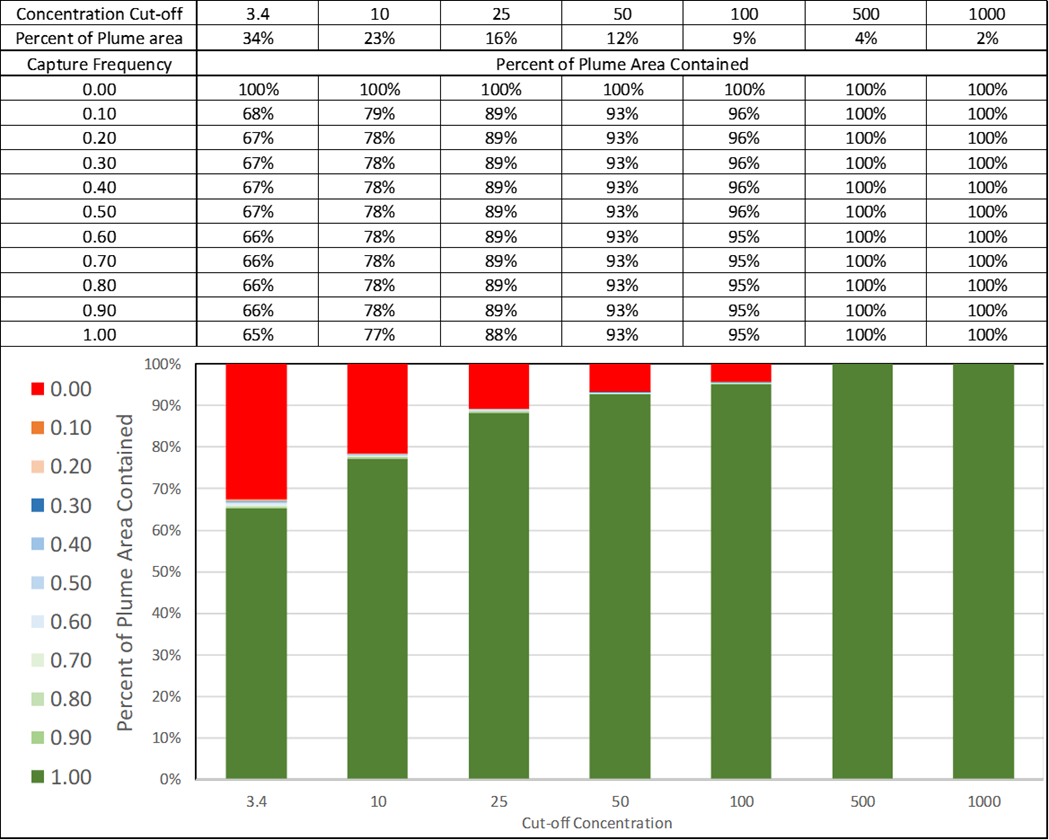 Concentration Cut-off 3.4 10 25 50 100 500 1000
Percent of Plume area 34% 23% 16% 12% 9% 4% 2%
Capture Frequency Percent of Plume Area Contained
0.00 100% 100% 100% 100% 100% 100% 100%
0.10 68% 79% 89% 93% 96% 100% 100%
0.20 67% 78% 89% 93% 96% 100% 100%
0.30 67% 78% 89% 93% 96% 100% 100%
0.40 67% 78% 89% 93% 96% 100% 100%
0.50 67% 78% 89% 93% 96% 100% 100%
0.60 66% 78% 89% 93% 95% 100% 100%
0.70 66% 78% 89% 93% 95% 100% 100%
0.80 66% 78% 89% 93% 95% 100% 100%
0.90 66% 78% 89% 93% 95% 100% 100%
1.00 65% 77% 88% 93% 95% 100% 100%
0.00
0.10
0.20
0.30
0.40
0.50
0.60
0.70
0.80
0.90
1.00
Percent of Plume Area Contained
100%
90%
80%
70%
60%
50%
40%
30%
20%
10%
0%
3.4 10 25 50 100 500 1000
Cut-off Concentration